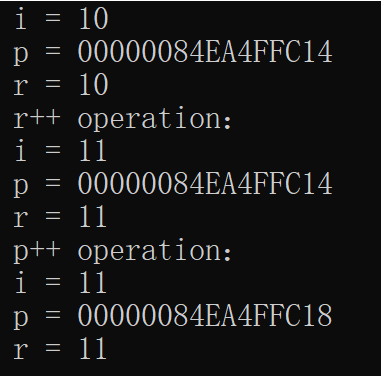 i = 10
p = 00000084EA4FFC14
r = 10
r++ operation：
i = 11
p = 00000084EA4FFC14
r = 11
p++ operation：
i = 11
p = 00000084EA4FFC18
r = 11